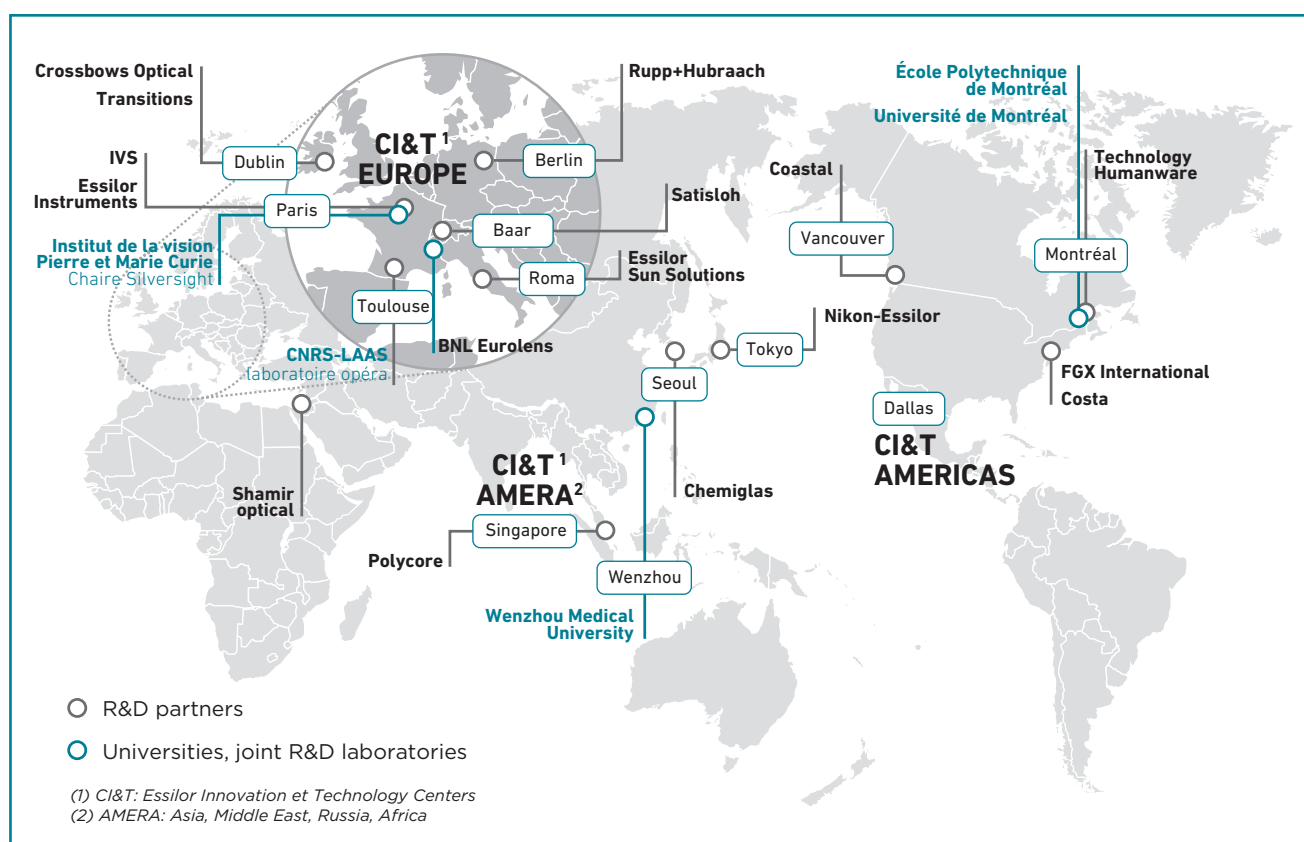 Crossbows Optical
Transitions
Dublin
IVS
Essilor
Instruments
Paris
Institut de la vision
Pierre et Marie Curie
Chaire Silversight
CI&T 1
EUROPE
Rupp+Hubraach
Berlin
Satisloh
Baar
Essilor
Sun Solutions
Roma
Toulouse
CNRS-LAAS
laboratoire opéra
BNL Eurolens
École Polytechnique
de Montréal
Université de Montréal
Technology
Humanware
Montréal
Coastal
Vancouver
Nikon-Essilor
Tokyo
Seoul
Chemiglas
FGX International
Costa
Dallas
CI&T
AMERICAS
Shamir
optical
CI&T 1
AMERA2
Singapore
Polycore
Wenzhou
Wenzhou Medical
University
R&D partners
Universities, joint R&D laboratories
(1) CI&T: Essilor Innovation et Technology Centers
(2) AMERA: Asia, Middle East, Russia, Africa